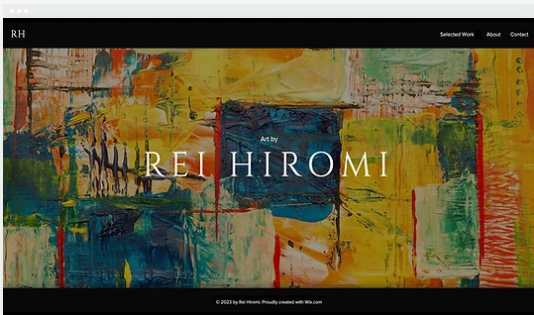 RH
Selected Work About Contact
Art by
REI HIROMI
© 2023 by Rei Hiromi. Proudly created with Wix.com